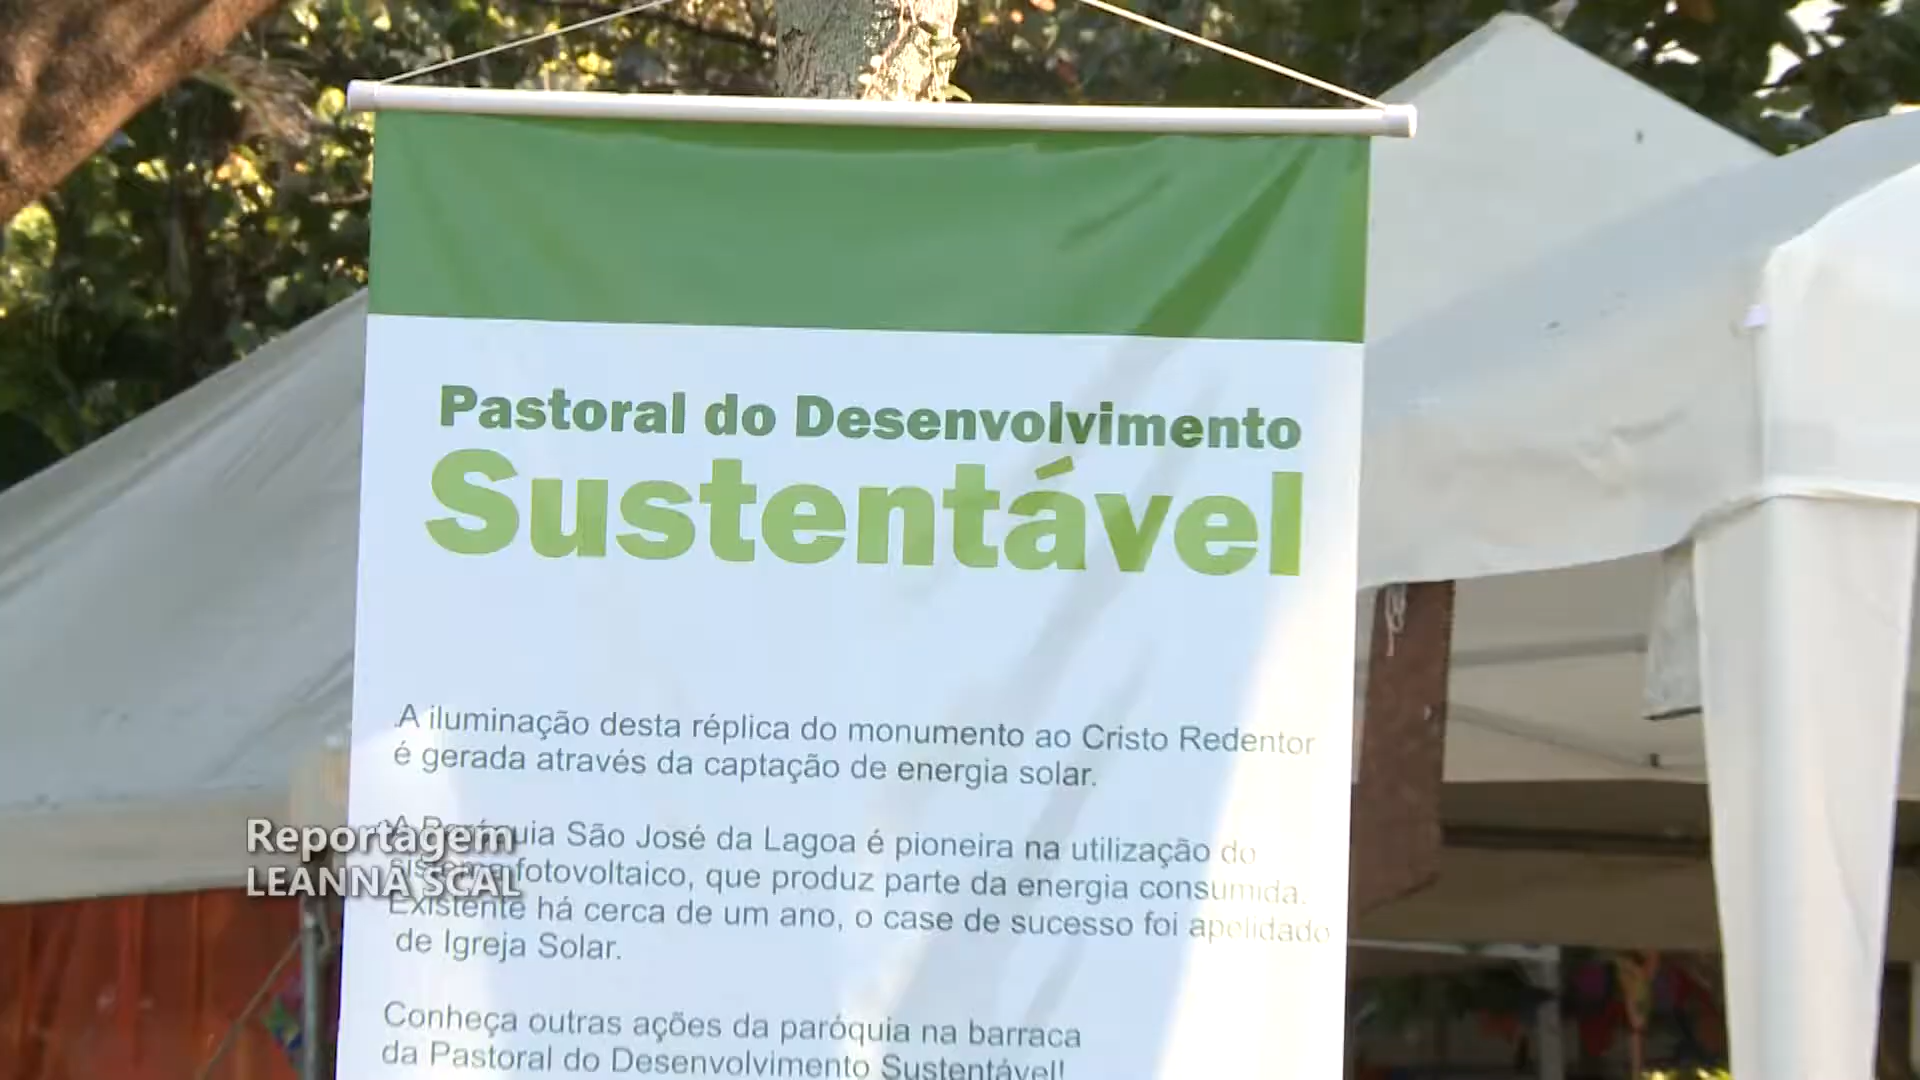 Pastoral do Desenvolvimento
Sustentável
.A iluminação desta réplica do monumento ao Cristo Redentor
é gerada através da captação de energia solar.
A Paróquia São José da Lagoa é pioneira na utilização do
sistema fotovoltaico, que produz parte da energia consumida.
Existente há cerca de um ano, o case de sucesso foi apelidado
de Igreja Solar.
Conheça outras ações da paróquia na barraca
da Pastoral do Desenvolvimento Sustentável!
Reportagem
LEANNA SCAL